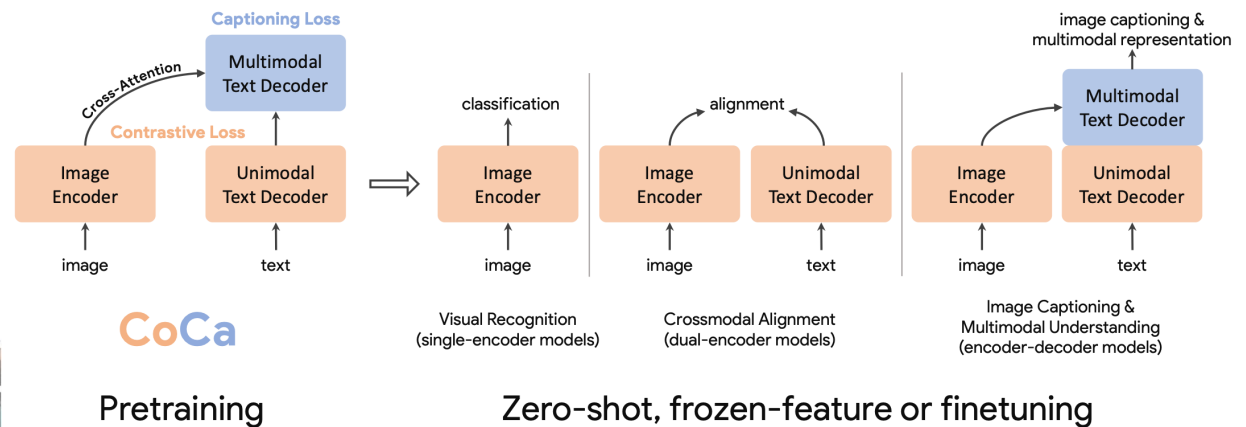 Captioning Loss
Multimodal
Text Decoder
Cross-Attention
Contrastive Loss
Image
Encoder
Unimodal
Text Decoder
image
text
CoCa
Pretraining
classification
Image
Encoder
image
Visual Recognition
(single-encoder models)
alignment
Image
Encoder
Unimodal
Text Decoder
image
text
Crossmodal Alignment
(dual-encoder models)
image captioning &
multimodal representation
Multimodal
Text Decoder
Image
Encoder
Unimodal
Text Decoder
image
text
Image Captioning &
Multimodal Understanding
(encoder-decoder models)
Zero-shot, frozen-feature or finetuning